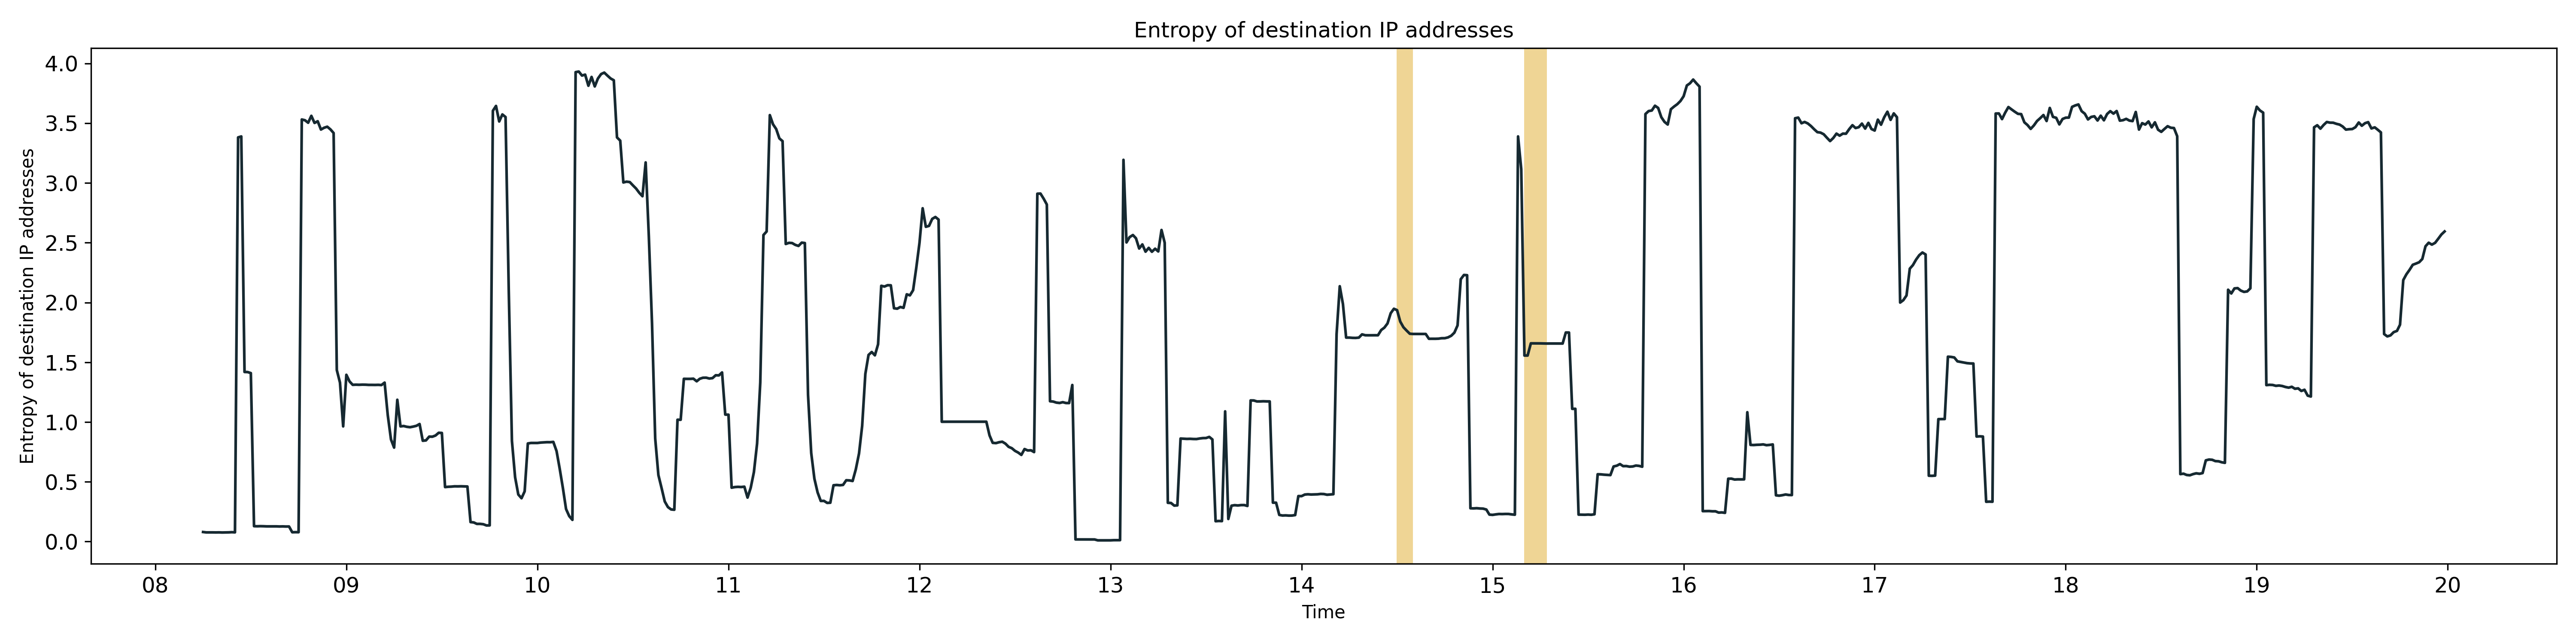 Entropy of destination IP addresses
Entropy of destination IP addresses
4.0
3.5
3.0
2.5
2.0
1.5
1.0
0.5
0.0
08 09 10 11 12 13 14 15 16 17 18 19 20
Time